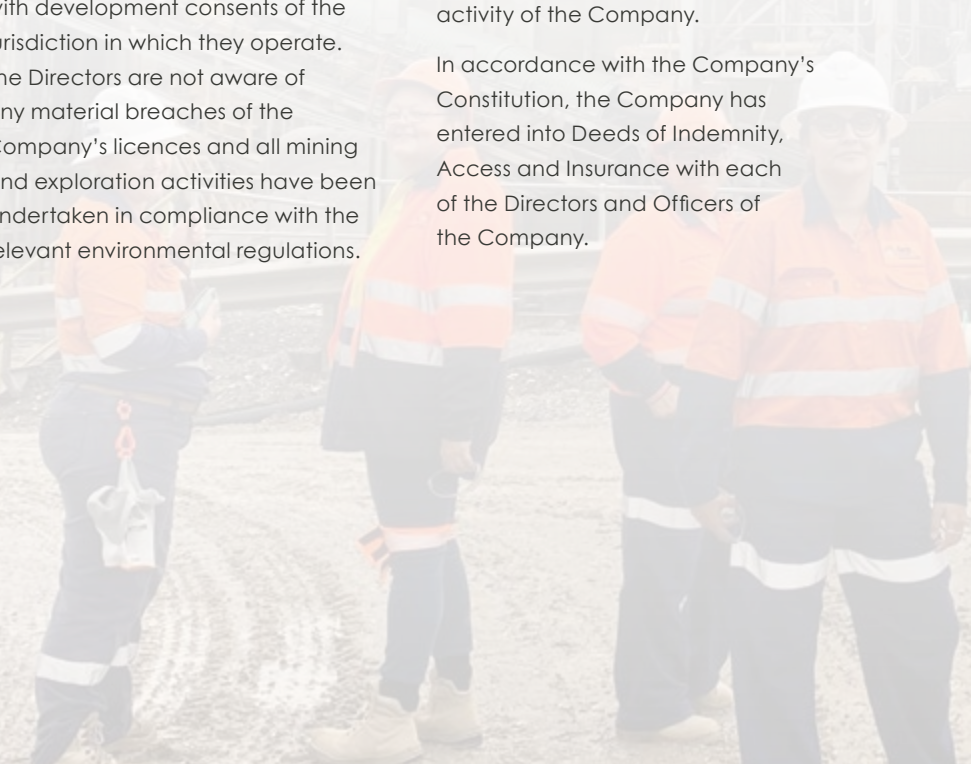 with development consents of the
urisdiction in which they operate.
he Directors are not aware of
ny material breaches of the
Company’s licences and all mining
nd exploration activities have been
ndertaken in compliance with the
elevant environmental regulations.
activity of the Company.
In accordance with the Company’s
Constitution, the Company has
entered into Deeds of Indemnity,
Access and Insurance with each
of the Directors and Officers of
the Company.